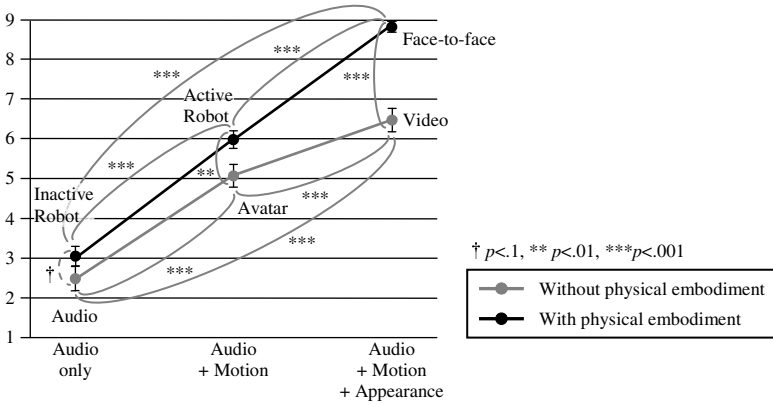 9
8
7
6
5
4
3
2
1
***
***
***
Face-to-face
Active
Robot
Video
***
**
Inactive
Robot
***
Avatar
***
***
†
Audio
† p<.1, ** p<.01, ***p<.001
Without physical embodiment
With physical embodiment
Audio
only
Audio
+ Motion
Audio
+ Motion
+ Appearance